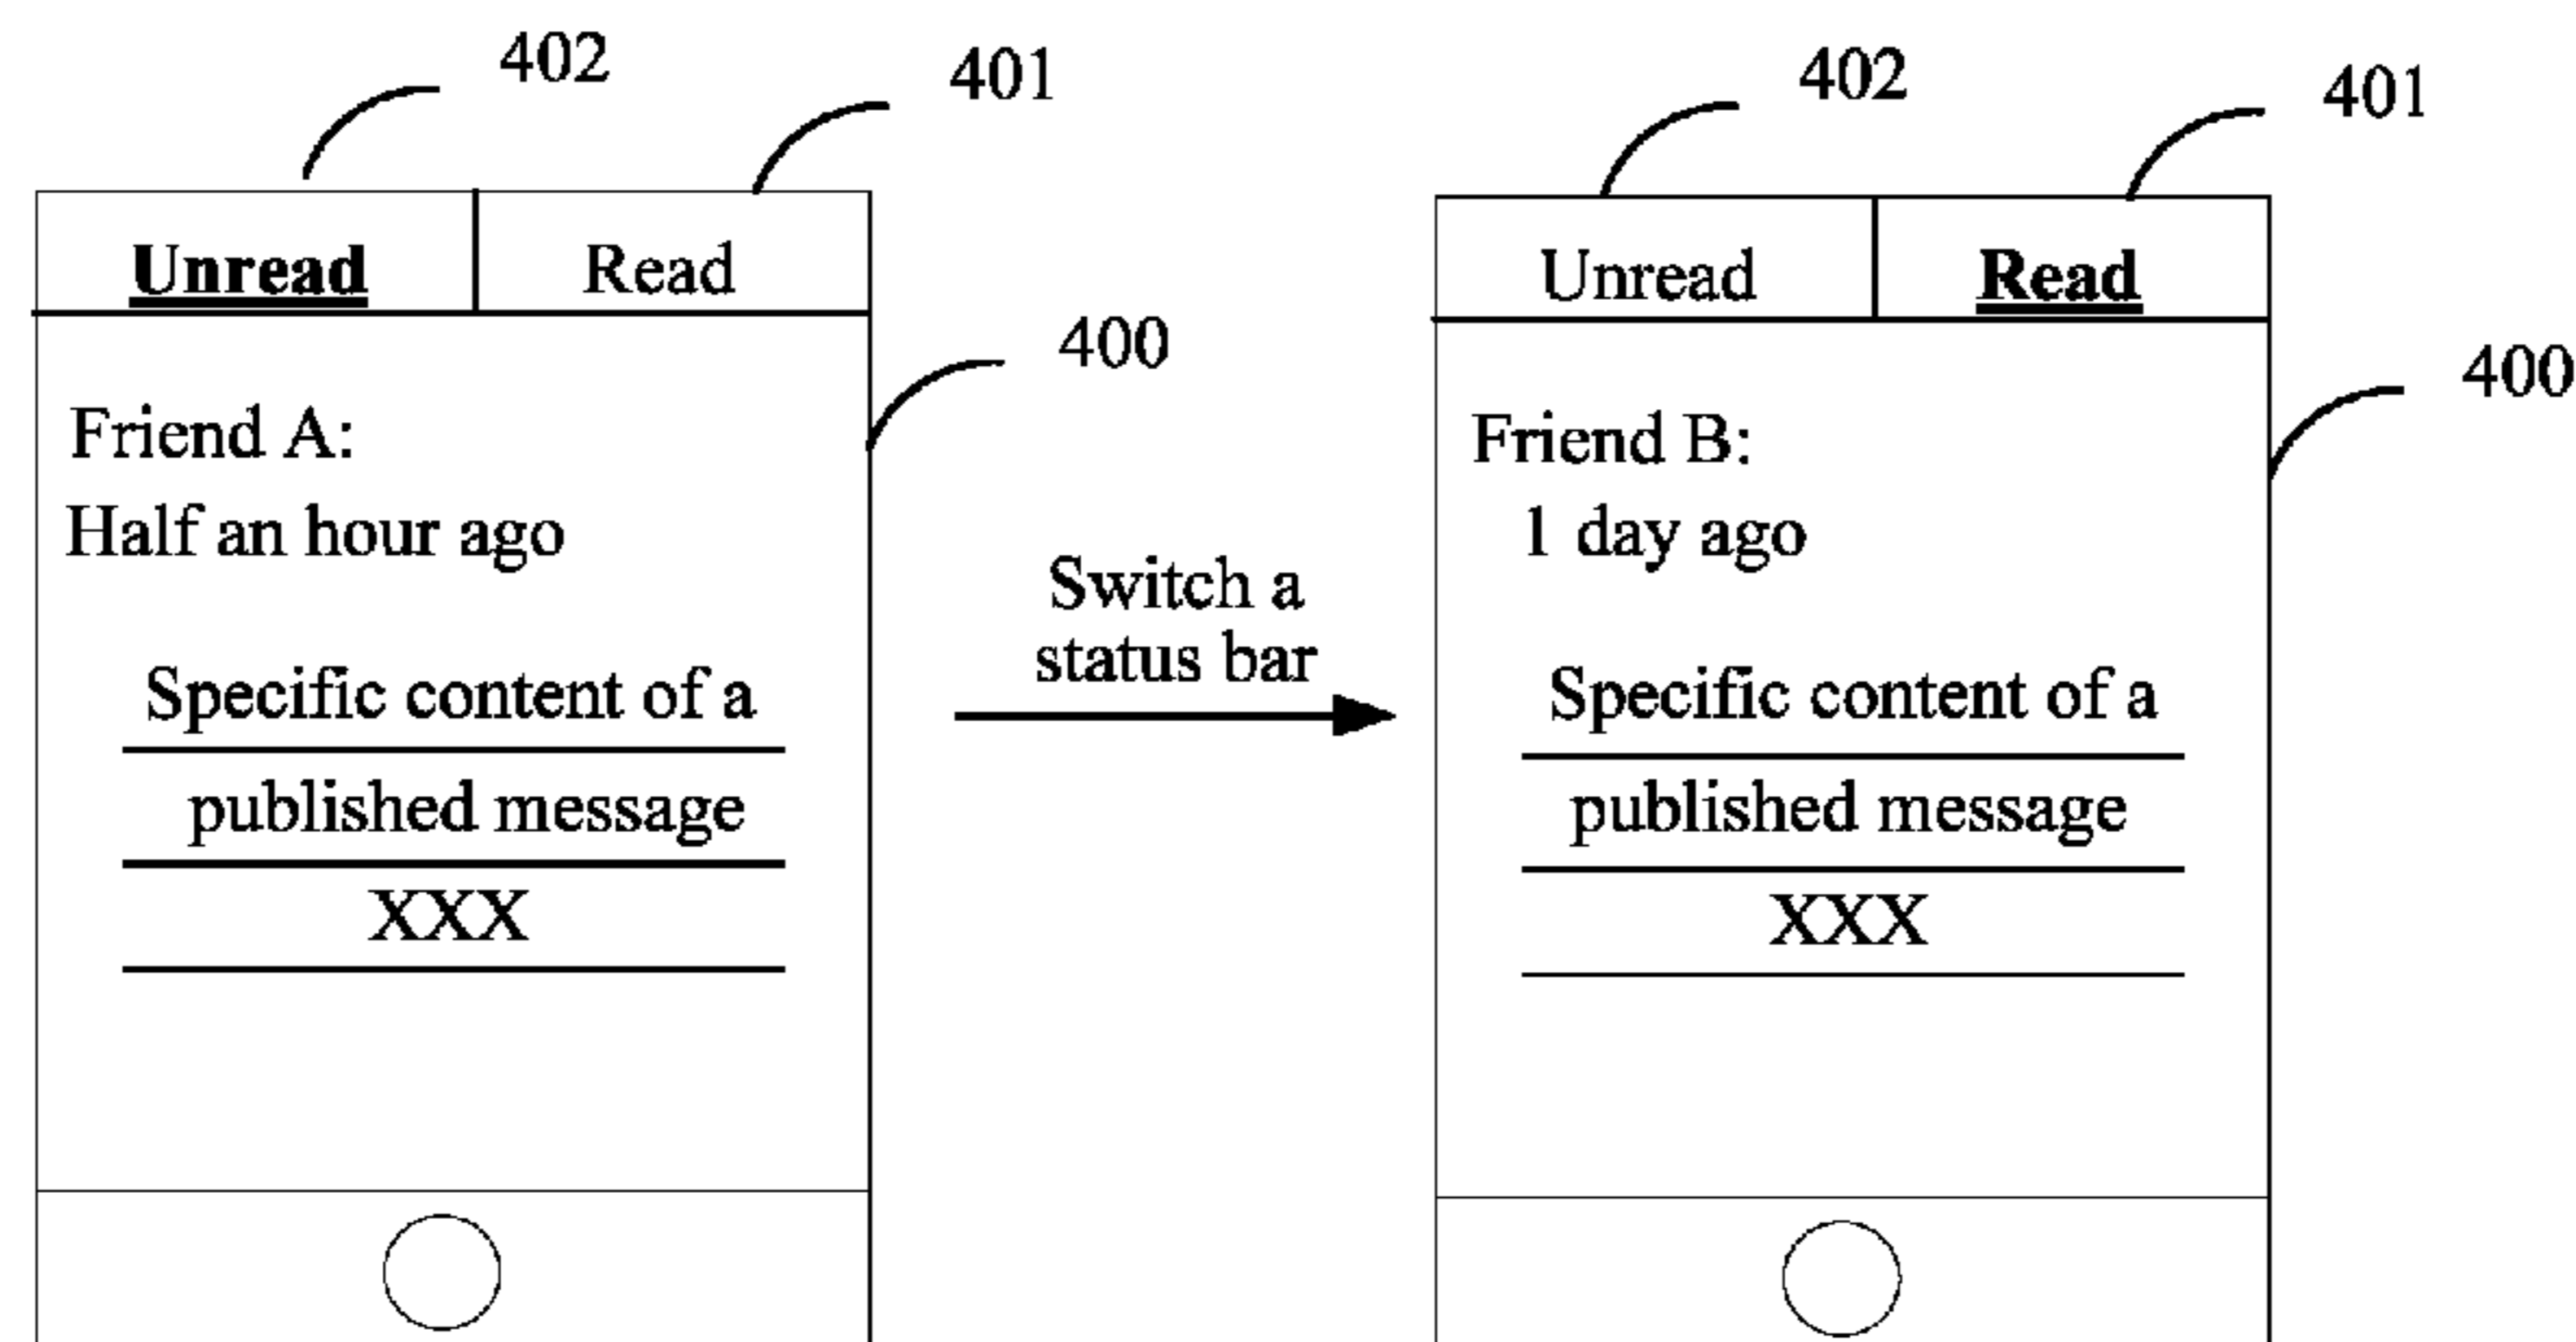 402
401
Unread
Read
400
Friend A:
Half an hour ago
Specific content of a
published message
XXX
Switch a
status bar
402
401
Unread
Read
400
Friend B:
1 day ago
Specific content of a
published message
XXX